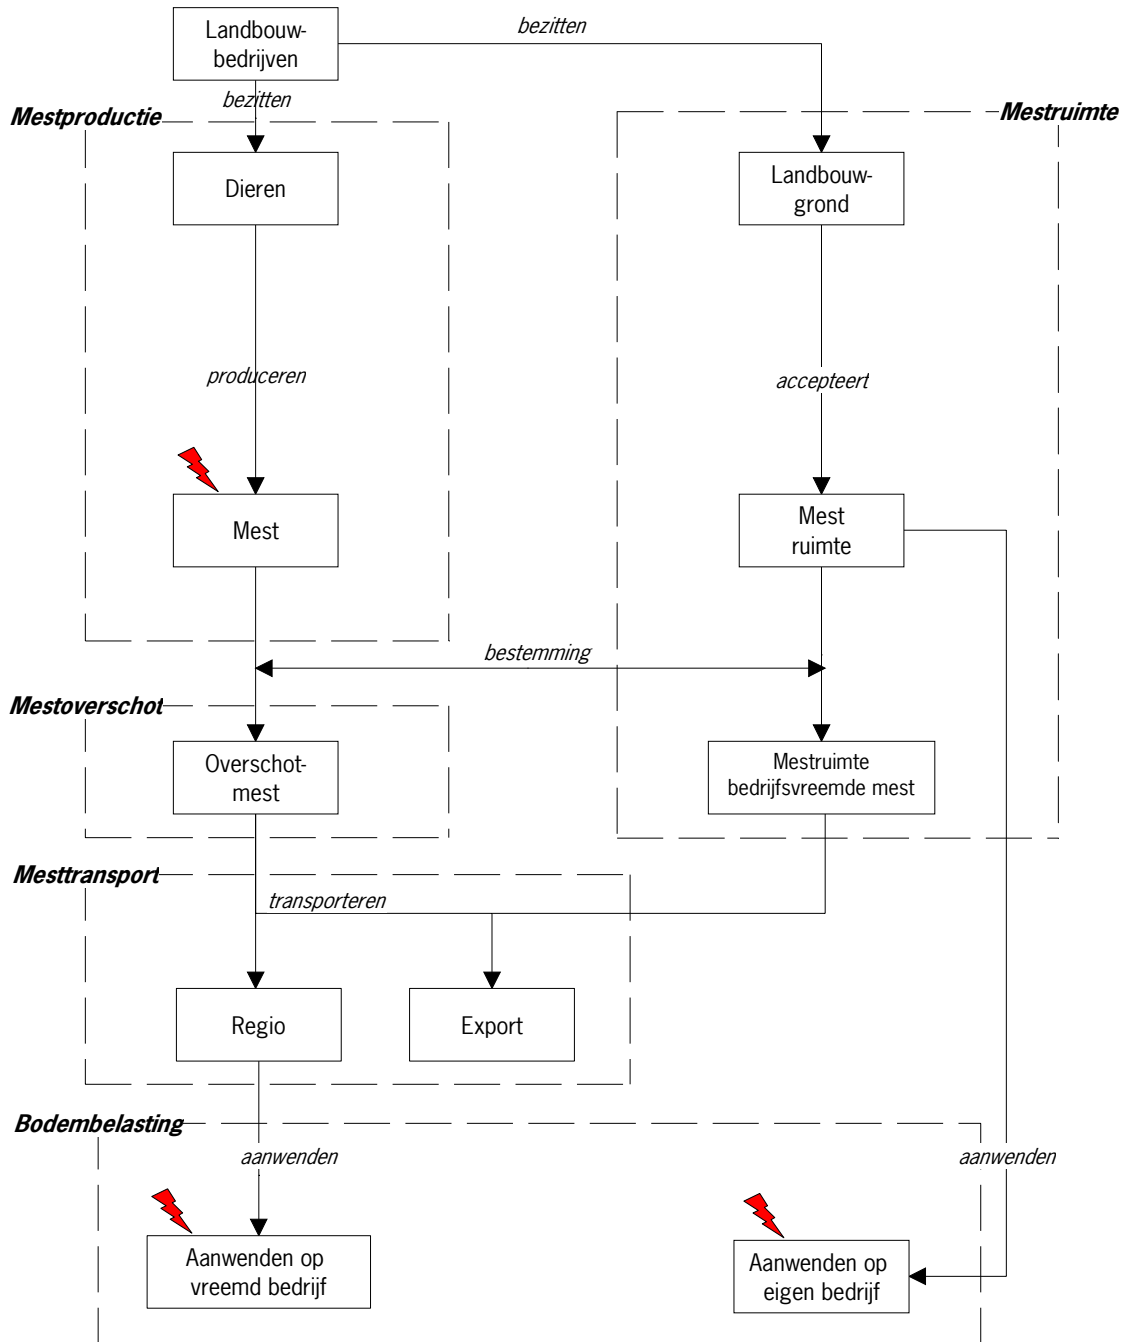 Landbouw-
bedrijven
bezitten
bezitten
Mestproductie
Mestruimte
Dieren
Landbouw-
grond
produceren
accepteert
Mest
Mest
ruimte
bestemming
Mestoverschot
Overschot-
mest
Mestruimte
bedrijfsvreemde mest
Mesttransport
transporteren
Regio
Export
Bodembelasting
aanwenden
aanwenden
Aanwenden op
vreemd bedrijf
Aanwenden op
eigen bedrijf